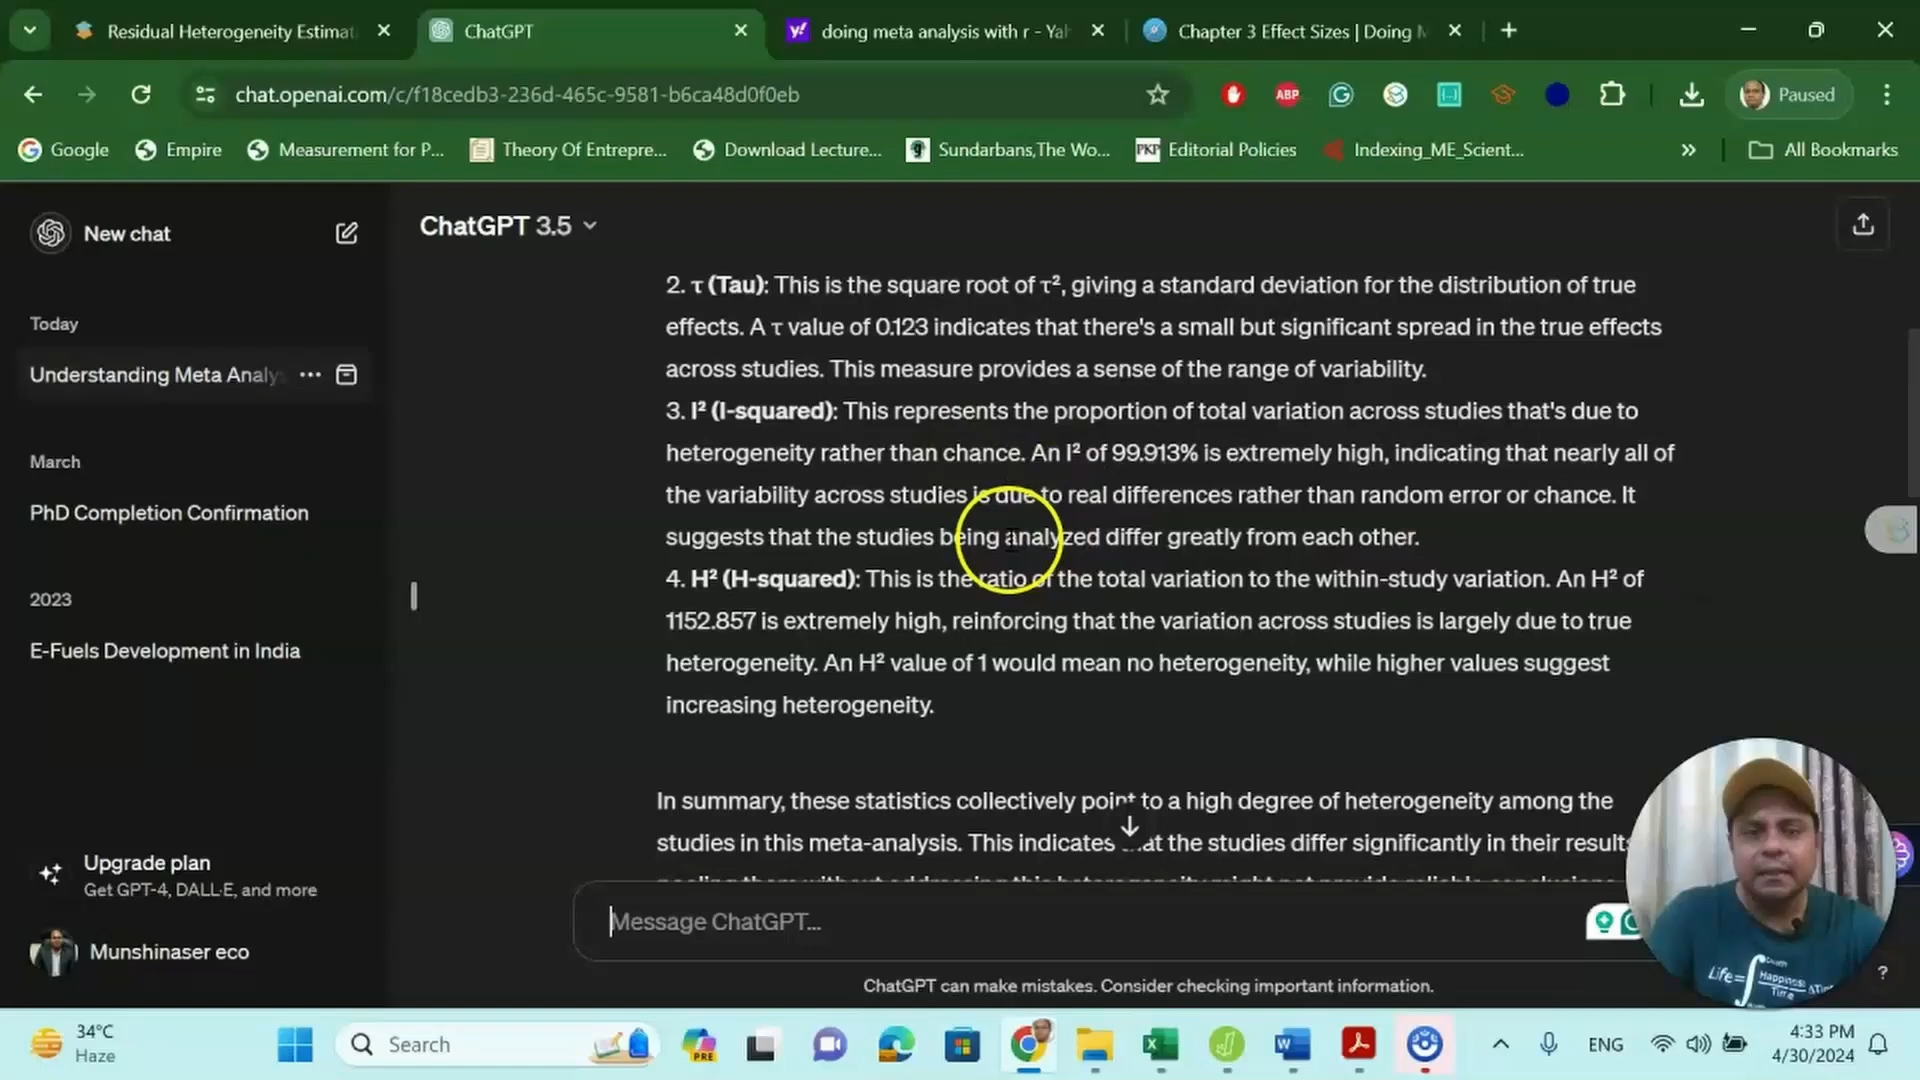 Residual Heterogeneity Estimat
ChatGPT
doing meta analysis with r - Yah
Chapter 3 Effect Sizes | Doing M
chat.openai.com/c/f18cedb3-236d-465c-9581-b6ca48d0f0eb
ABP
Paused
Google
Empire
Measurement for P...
Theory Of Entrepre...
Download Lecture...
Sundarbans,The Wo...
PKP
Editorial Policies
Indexing_ME_Scient...
All Bookmarks
New chat
ChatGPT 3.5
Today
Understanding Meta Analy
March
PhD Completion Confirmation
2023
E-Fuels Development in India
Upgrade plan
Get GPT-4, DALL·E, and more
Munshinaser eco
2. τ (Tau): This is the square root of τ², giving a standard deviation for the distribution of true
effects. A τ value of 0.123 indicates that there's a small but significant spread in the true effects
across studies. This measure provides a sense of the range of variability.
3. I² (I-squared): This represents the proportion of total variation across studies that's due to
heterogeneity rather than chance. An I² of 99.913% is extremely high, indicating that nearly all of
the variability across studies is due to real differences rather than random error or chance. It
suggests that the studies being analyzed differ greatly from each other.
4. H² (H-squared): This is the ratio of the total variation to the within-study variation. An H² of
1152.857 is extremely high, reinforcing that the variation across studies is largely due to true
heterogeneity. An H² value of 1 would mean no heterogeneity, while higher values suggest
increasing heterogeneity.
In summary, these statistics collectively point to a high degree of heterogeneity among the
studies in this meta-analysis. This indicates that the studies differ significantly in their results
Message ChatGPT...
ChatGPT can make mistakes. Consider checking important information.
?
Life=
Death
Happiness
Time
34°C
Haze
Search
PRE
ENG
4:33 PM
4/30/2024